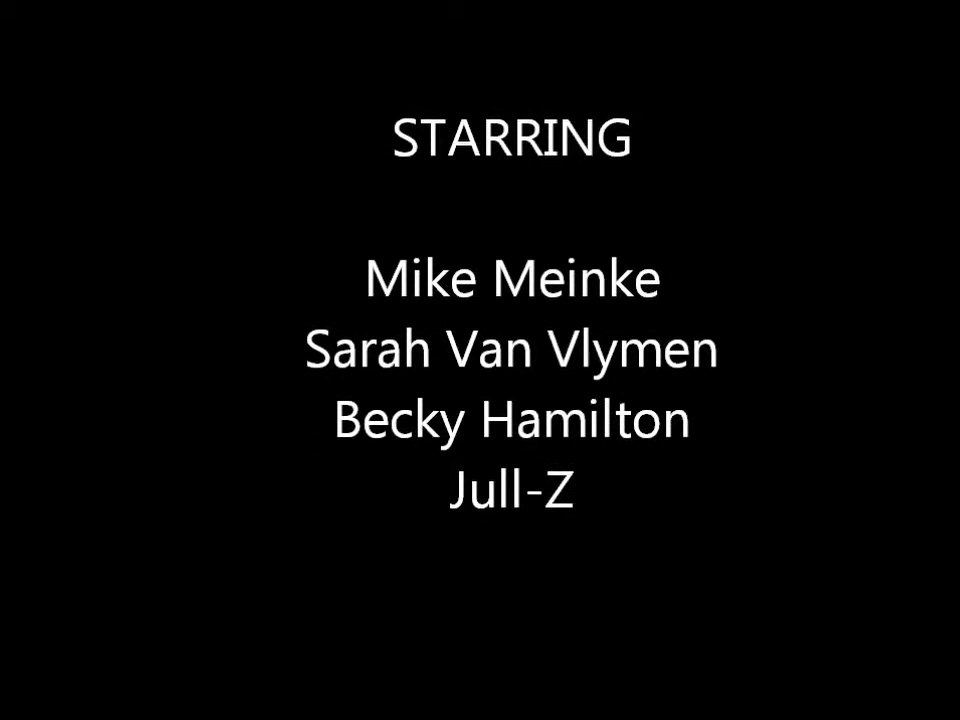 STARRING
Mike Meinke
Sarah Van Vlymen
Becky Hamilton
Jull-Z